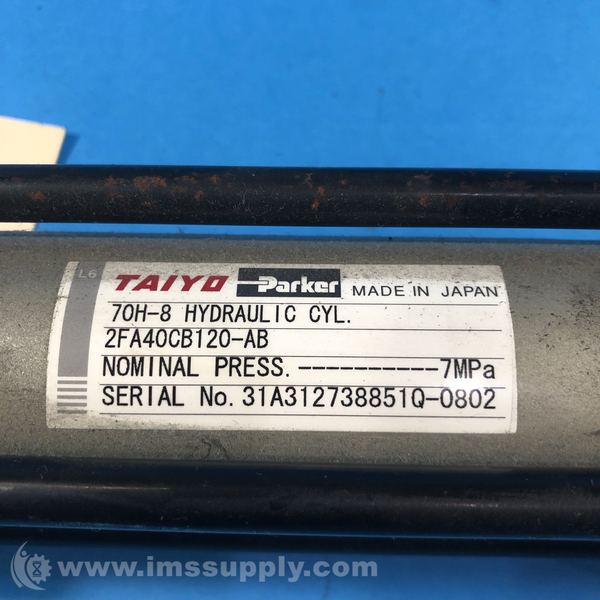 L6
TAIYO Parker MADE IN JAPAN
70H-8 HYDRAULIC CYL.
2FA40CB120-AB
NOMINAL PRESS.----------7MPa
SERIAL No.31A312738851Q-0802
www.imssupply.com